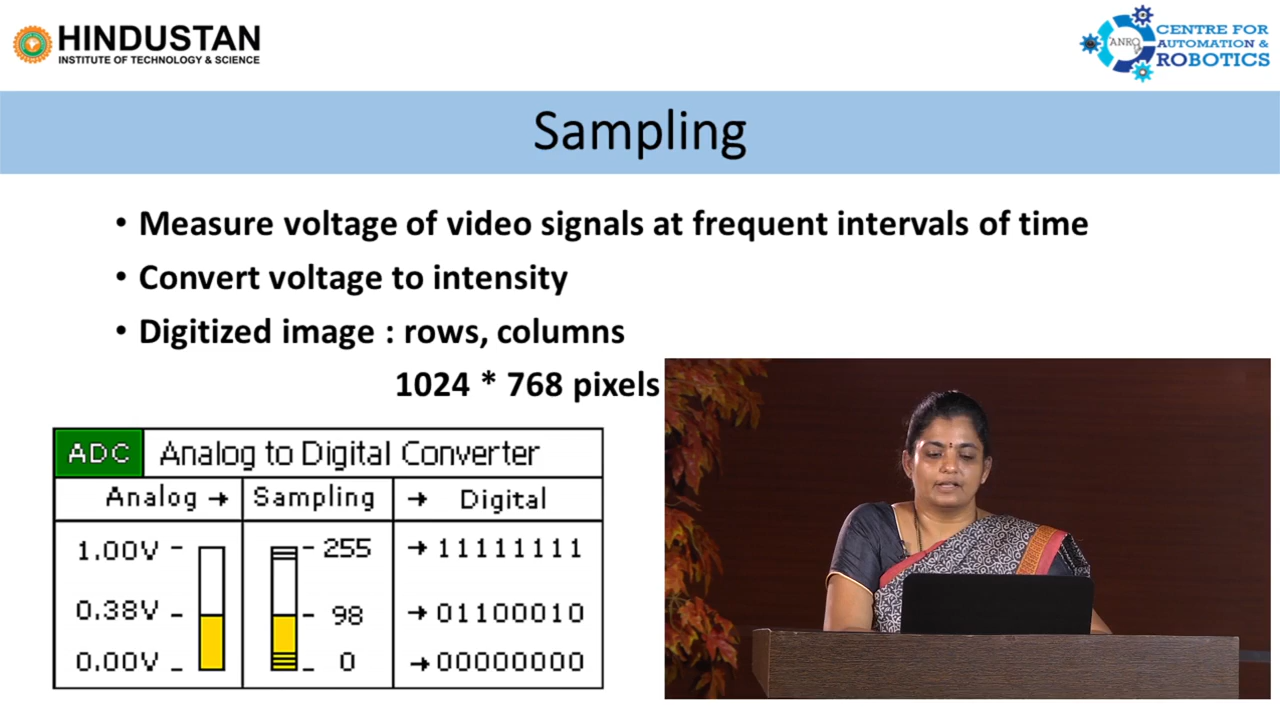 HINDUSTAN
INSTITUTE OF TECHNOLOGY & SCIENCE
ANRO
CENTRE FOR
AUTOMATION &
ROBOTICS
Sampling
• Measure voltage of video signals at frequent intervals of time
• Convert voltage to intensity
• Digitized image : rows, columns
1024 * 768 pixels
ADC Analog to Digital Converter
Analog → Sampling → Digital
1.00V - - 255 → 11111111
0.38V - - 98 → 01100010
0.00V - - 0 → 00000000